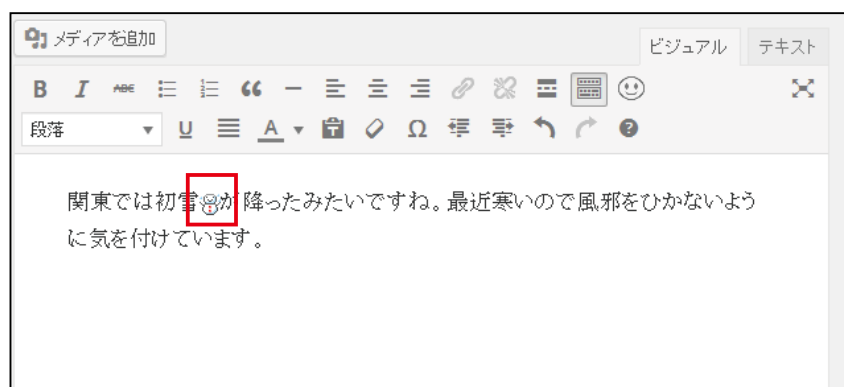 メディアを追加
ビジュアル テキスト
B I ABE
段落 U A Ω
関東では初雪⛄が降ったみたいですね。最近寒いので風邪をひかないよう
に気を付けています。